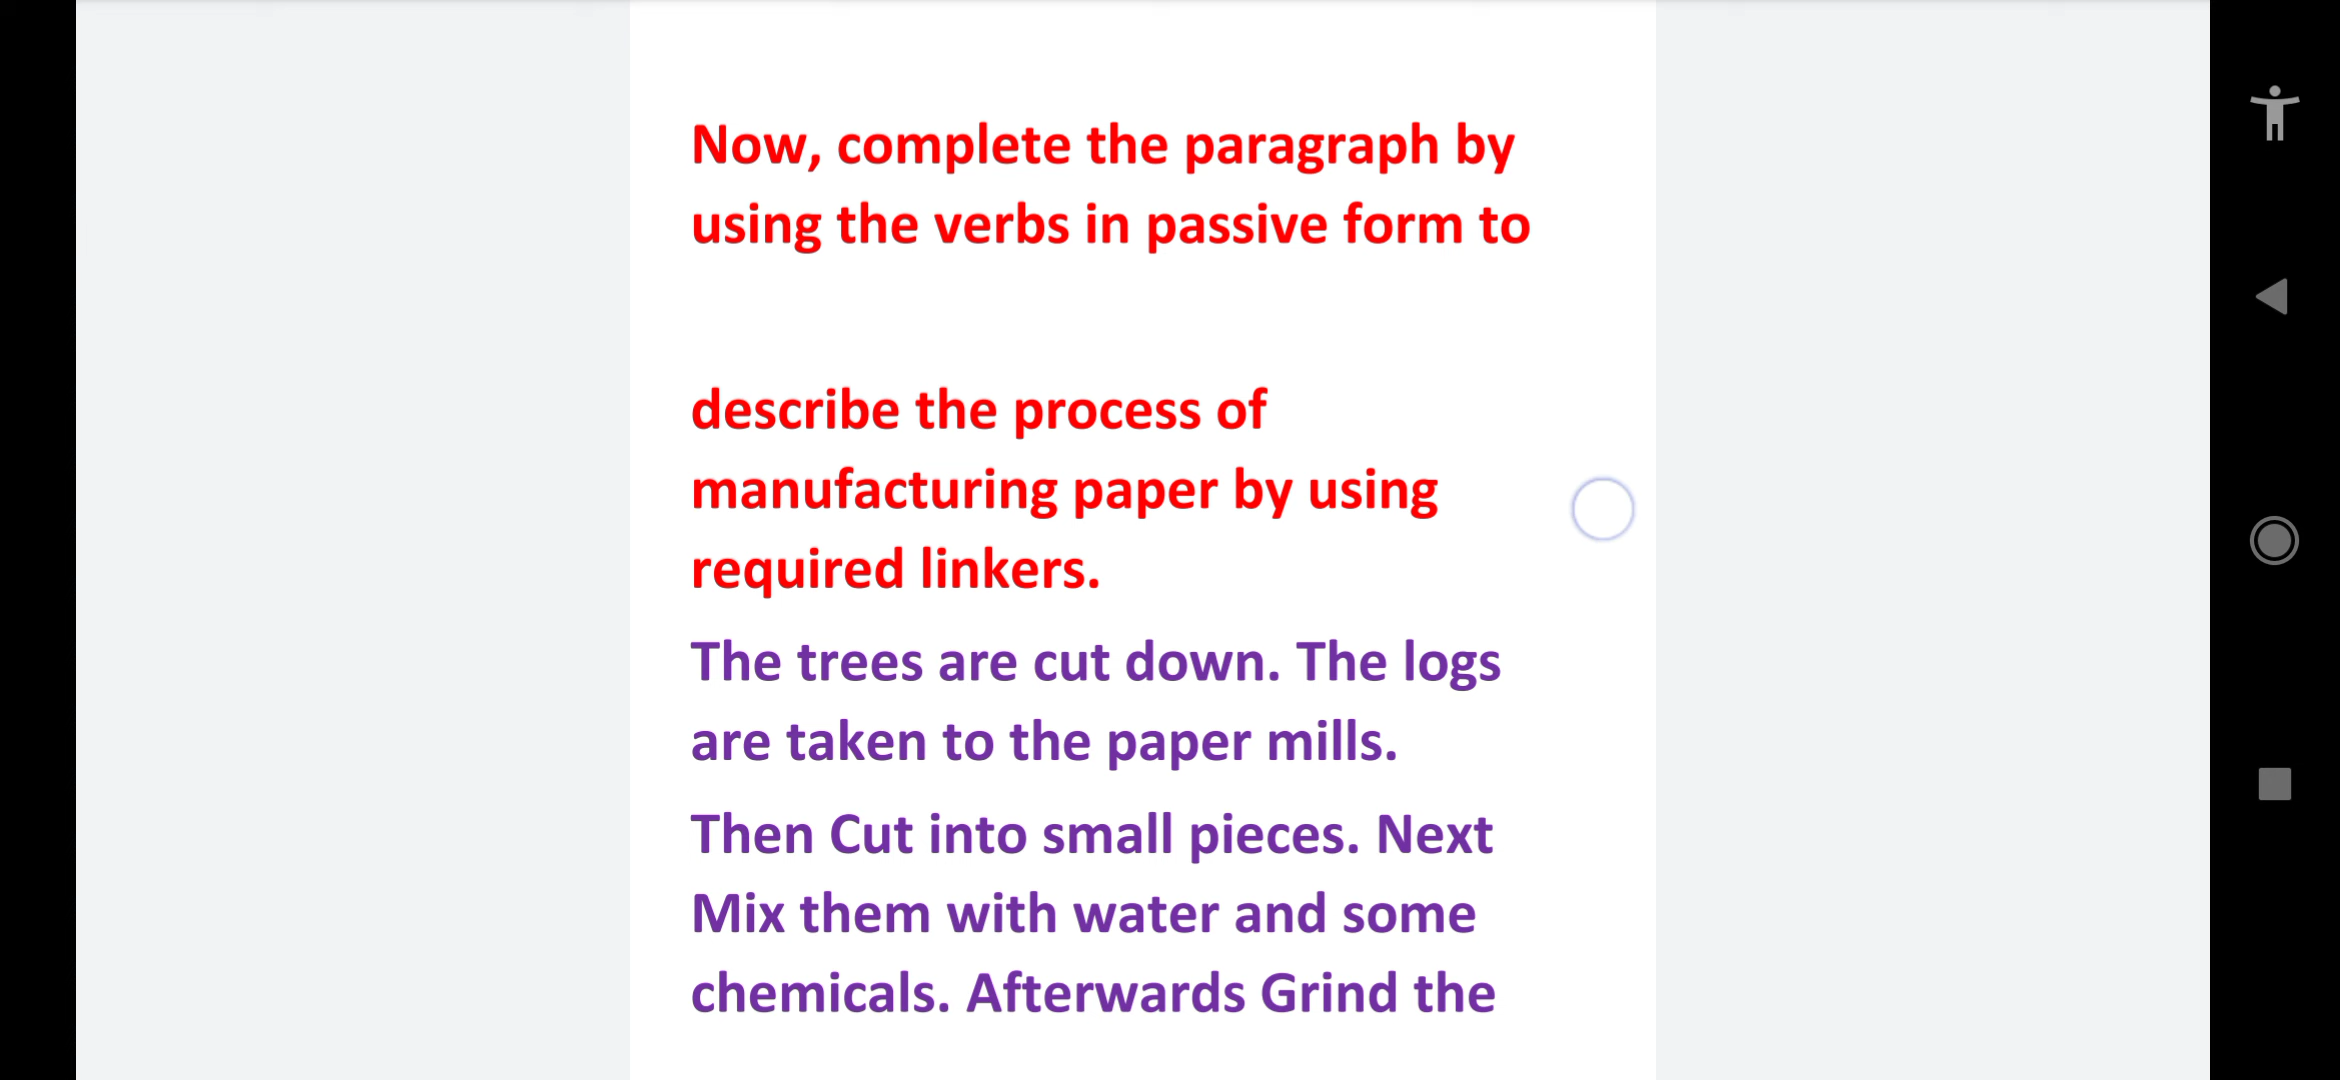 Now, complete the paragraph by
using the verbs in passive form to
describe the process of
manufacturing paper by using
required linkers.
The trees are cut down. The logs
are taken to the paper mills.
Then Cut into small pieces. Next
Mix them with water and some
chemicals. Afterwards Grind the